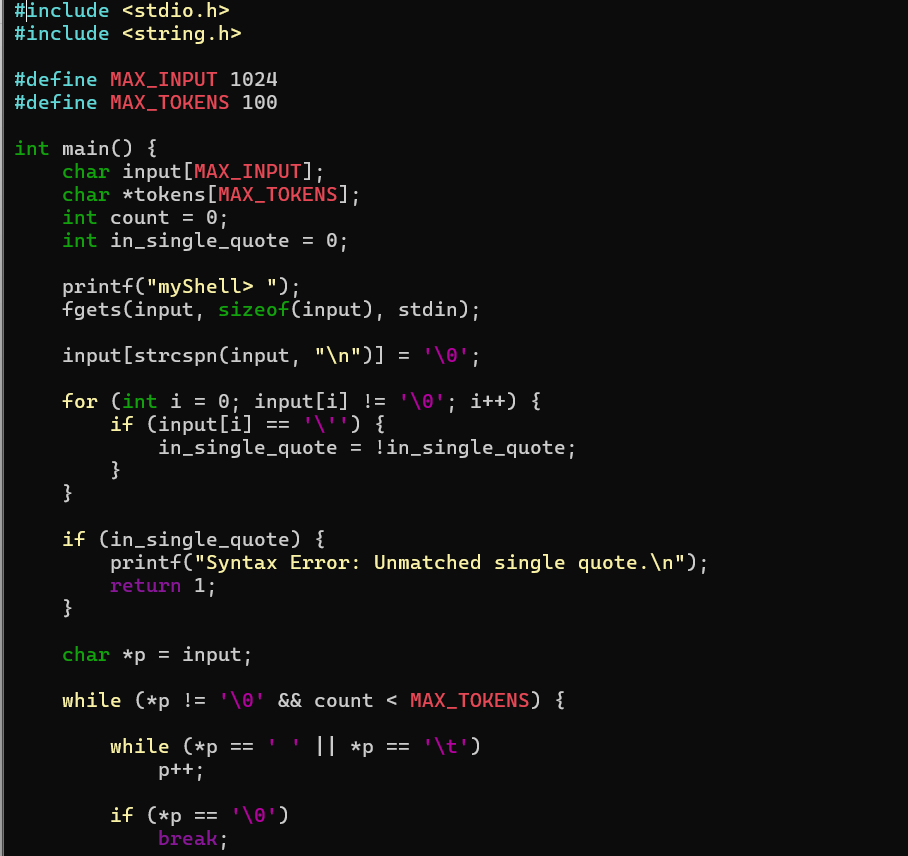 #include <stdio.h>
#include <string.h>

#define MAX_INPUT 1024
#define MAX_TOKENS 100

int main() {
    char input[MAX_INPUT];
    char *tokens[MAX_TOKENS];
    int count = 0;
    int in_single_quote = 0;

    printf("myShell> ");
    fgets(input, sizeof(input), stdin);

    input[strcspn(input, "\n")] = '\0';

    for (int i = 0; input[i] != '\0'; i++) {
        if (input[i] == '\'') {
            in_single_quote = !in_single_quote;
        }
    }

    if (in_single_quote) {
        printf("Syntax Error: Unmatched single quote.\n");
        return 1;
    }

    char *p = input;

    while (*p != '\0' && count < MAX_TOKENS) {

        while (*p == ' ' || *p == '\t')
            p++;

        if (*p == '\0')
            break;